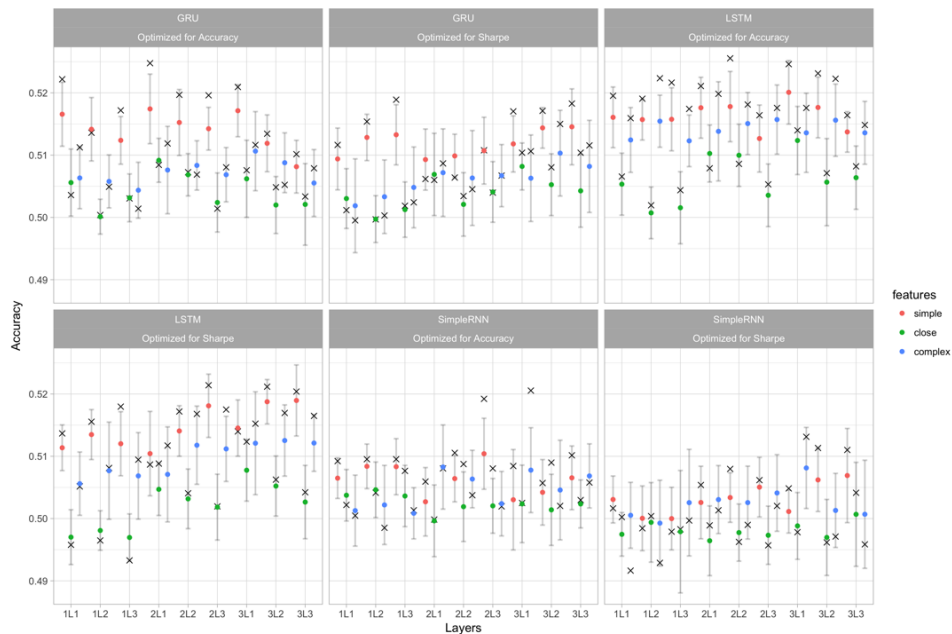 GRU
Optimized for Accuracy
GRU
Optimized for Sharpe
LSTM
Optimized for Accuracy
0.52
0.51
0.50
0.49
LSTM
Optimized for Sharpe
SimpleRNN
Optimized for Accuracy
SimpleRNN
Optimized for Sharpe
0.52
0.51
0.50
0.49
Accuracy
1L1 1L2 1L3 2L1 2L2 2L3 3L1 3L2 3L3
1L1 1L2 1L3 2L1 2L2 2L3 3L1 3L2 3L3
1L1 1L2 1L3 2L1 2L2 2L3 3L1 3L2 3L3
Layers
features
simple
close
complex